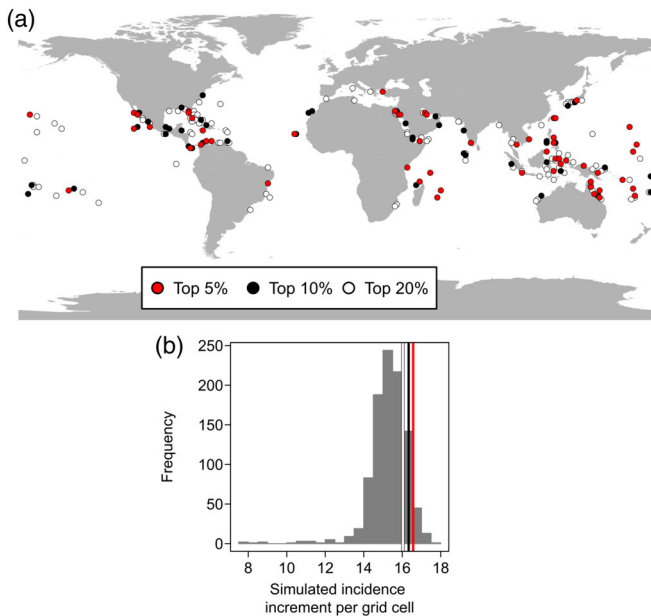 (a)
Top 5% Top 10% Top 20%
(b)
250
200
150
100
50
0
Frequency
8 10 12 14 16 18
Simulated incidence
increment per grid cell